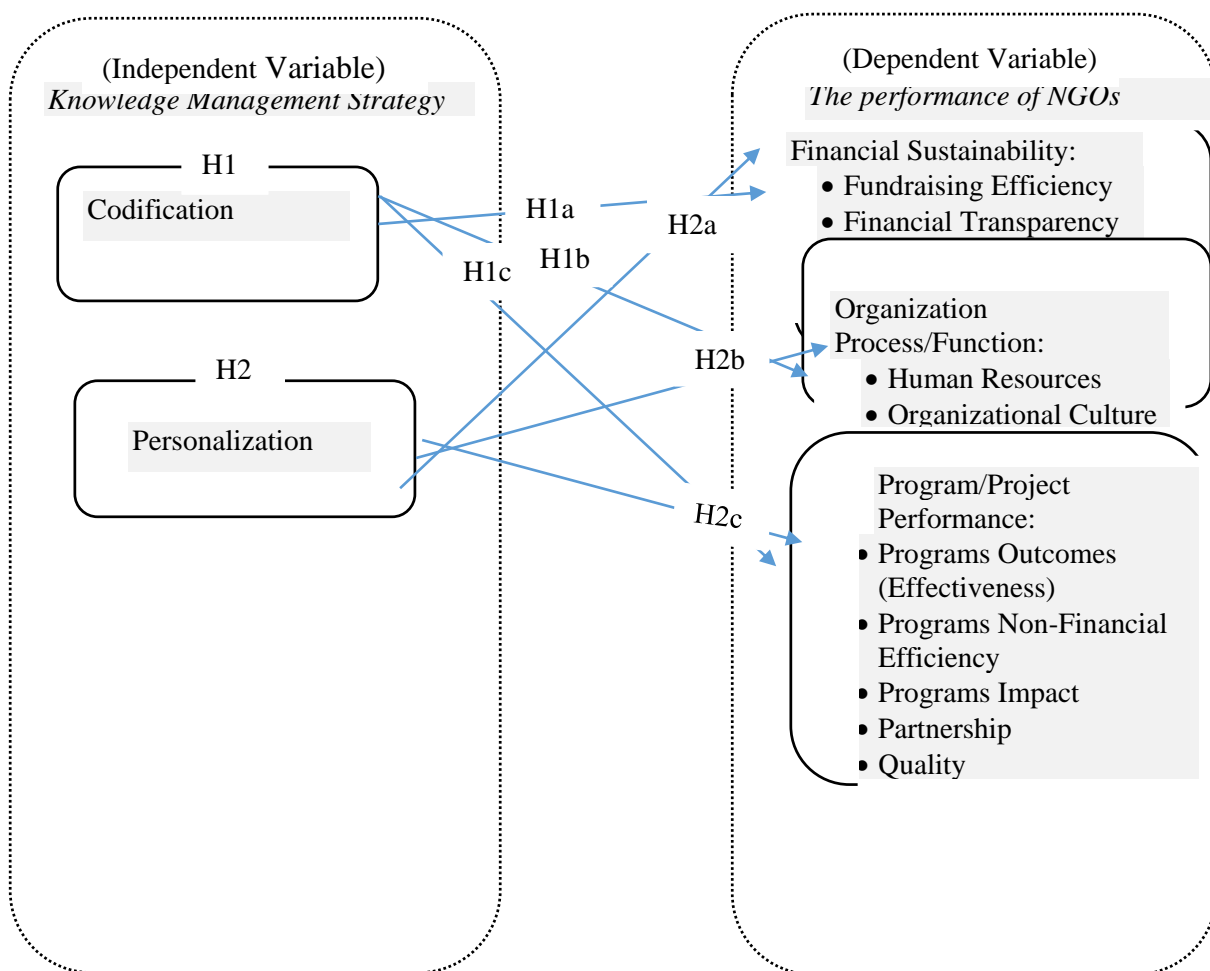 (Independent Variable)
Knowledge Management Strategy
H1
Codification
H2
Personalization
H1a
H1b
H1c
H2a
H2b
H2c
(Dependent Variable)
The performance of NGOs
Financial Sustainability:
• Fundraising Efficiency
• Financial Transparency
Organization
Process/Function:
• Human Resources
• Organizational Culture
Program/Project
Performance:
• Programs Outcomes
(Effectiveness)
• Programs Non-Financial
Efficiency
• Programs Impact
• Partnership
• Quality